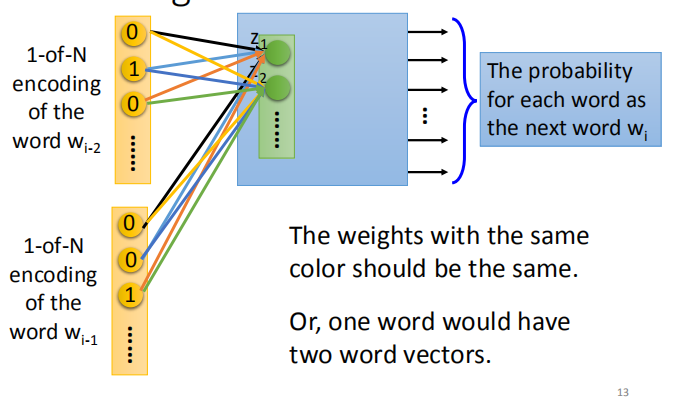 0
1
0
……
1-of-N
encoding
of the
word wi-2
z1
2
……
⋮
The probability
for each word as
the next word wi
0
0
1
……
1-of-N
encoding
of the
word wi-1
The weights with the same
color should be the same.
Or, one word would have
two word vectors.
13